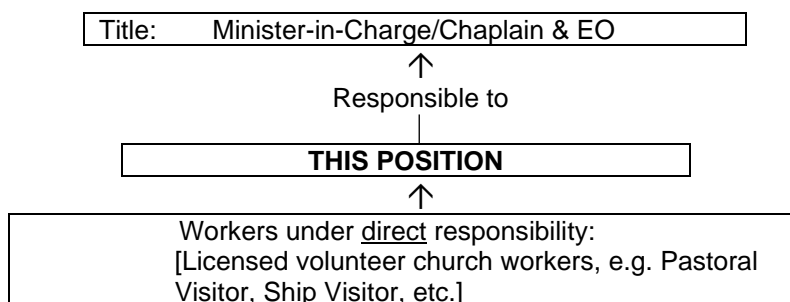 Title: Minister-in-Charge/Chaplain & EO
Responsible to
THIS POSITION
Workers under direct responsibility:
[Licensed volunteer church workers, e.g. Pastoral
Visitor, Ship Visitor, etc.]